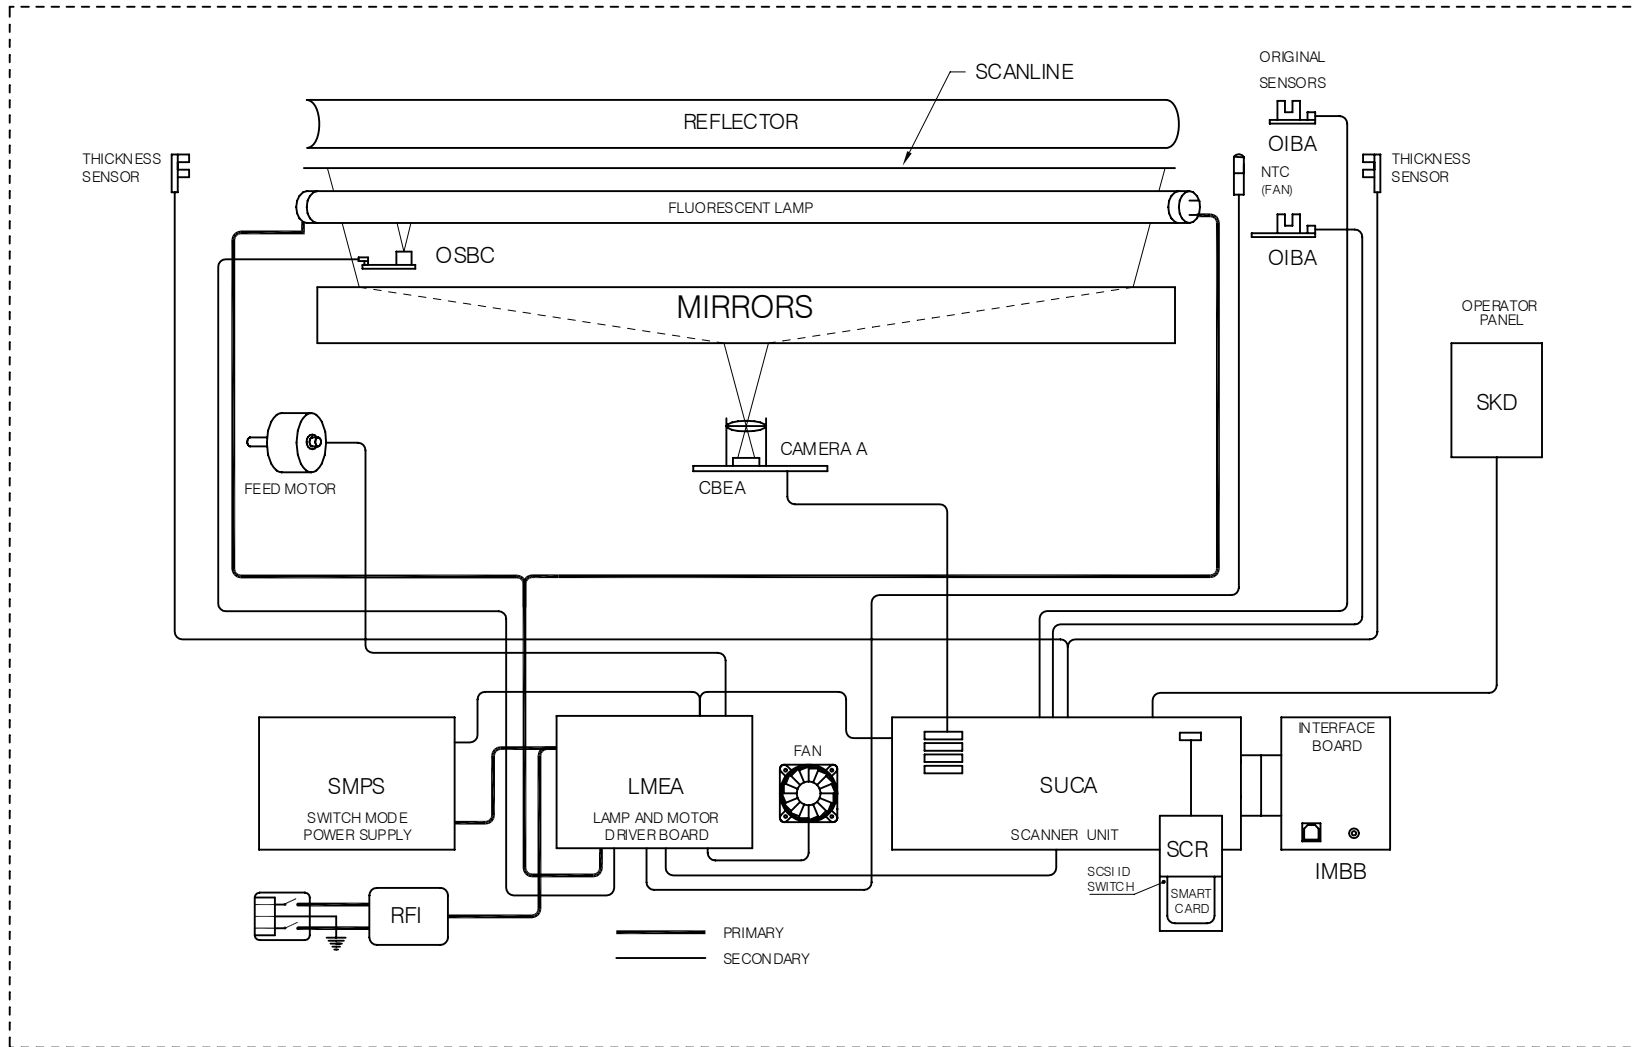 SCANLINE
ORIGINAL
SENSORS
REFLECTOR
OIBA
THICKNESS
SENSOR
NTC
(FAN)
THICKNESS
SENSOR
FLUORESCENT LAMP
OSBC
OIBA
MIRRORS
OPERATOR
PANEL
SKD
CAMERA A
CBEA
FEED MOTOR
SMPS
SWITCH MODE
POWER SUPPLY
LMEA
LAMP AND MOTOR
DRIVER BOARD
FAN
SUCA
SCANNER UNIT
INTERFACE
BOARD
IMBB
SCR
SCSI ID
SWITCH
SMART
CARD
RFI
PRIMARY
SECONDARY